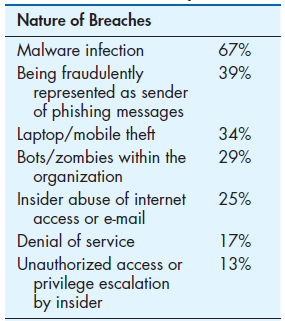 Nature of Breaches
Malware infection 67%
Being fraudulently 39%
represented as sender
of phishing messages
Laptop/mobile theft 34%
Bots/zombies within the 29%
organization
Insider abuse of internet 25%
access or e-mail
Denial of service 17%
Unauthorized access or 13%
privilege escalation
by insider